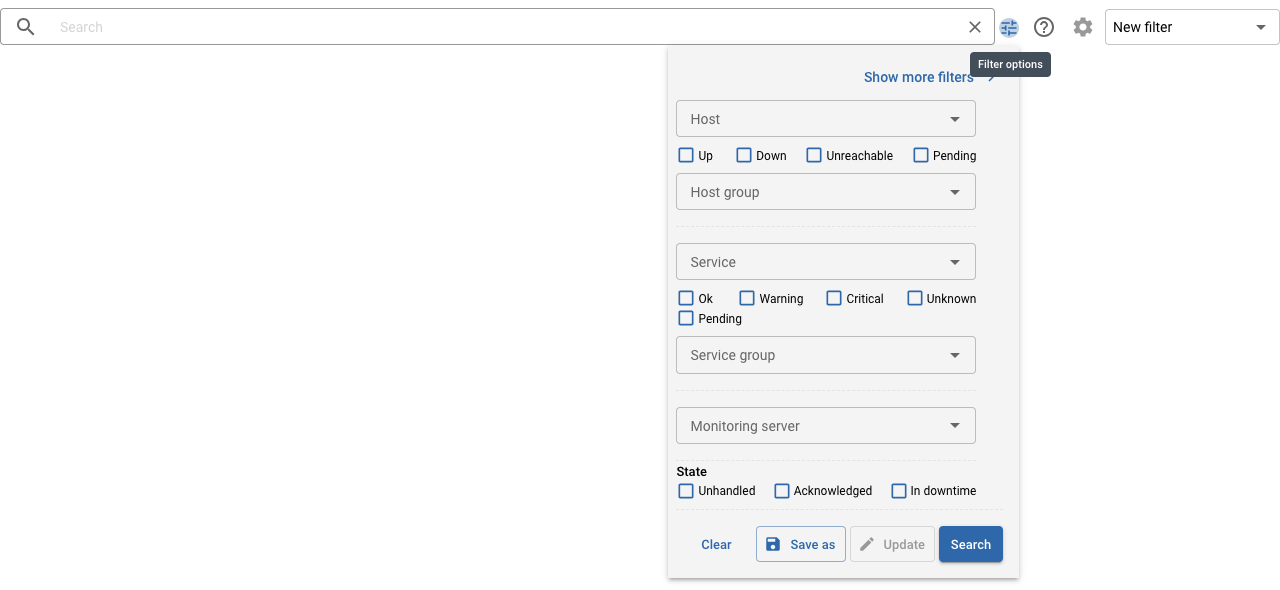 Search
New filter
Filter options
Show more filters
Host
Up Down Unreachable Pending
Host group
Service
Ok Warning Critical Unknown
Pending
Service group
Monitoring server
State
Unhandled Acknowledged In downtime
Clear Save as Update Search